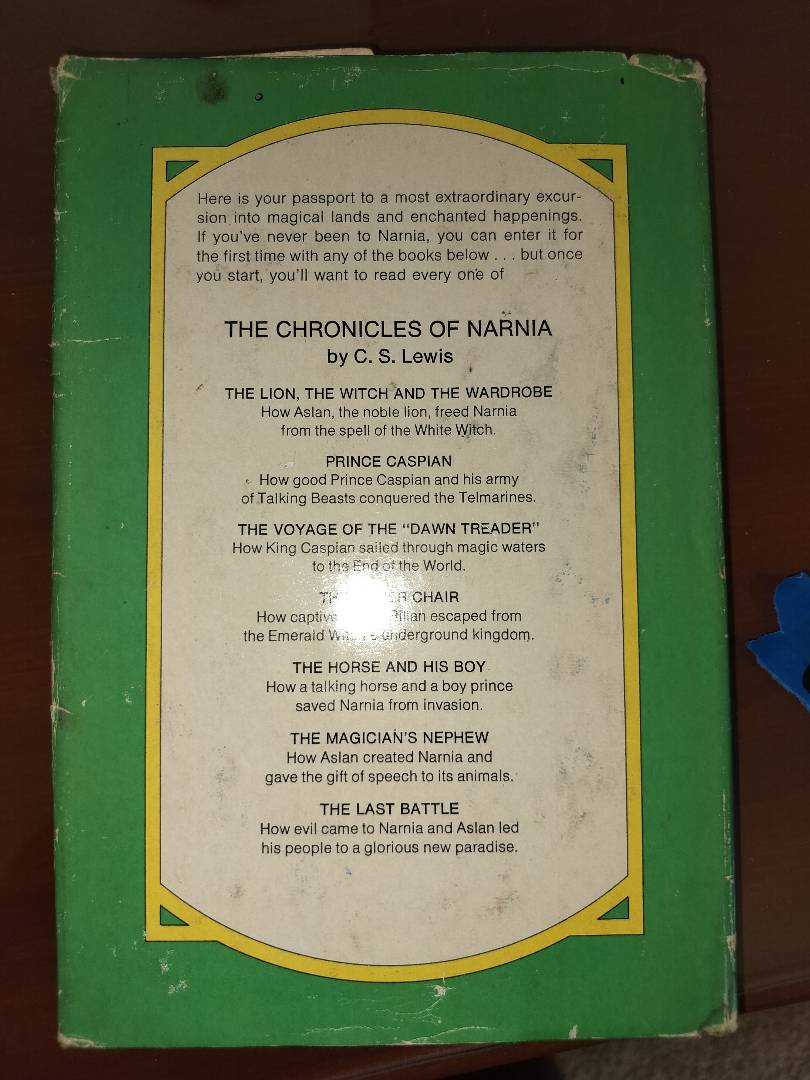 Here is your passport to a most extraordinary excur-
sion into magical lands and enchanted happenings.
If you've never been to Narnia, you can enter it for
the first time with any of the books below . . . but once
you start, you'll want to read every one of
THE CHRONICLES OF NARNIA
by C. S. Lewis
THE LION, THE WITCH AND THE WARDROBE
How Aslan, the noble lion, freed Narnia
from the spell of the White Witch.
PRINCE CASPIAN
How good Prince Caspian and his army
of Talking Beasts conquered the Telmarines.
THE VOYAGE OF THE "DAWN TREADER"
How King Caspian sailed through magic waters
to the End of the World.
CHAIR
How captive Rilian escaped from
the Emerald underground kingdom.
THE HORSE AND HIS BOY
How a talking horse and a boy prince
saved Narnia from invasion.
THE MAGICIAN'S NEPHEW
How Aslan created Narnia and
gave the gift of speech to its animals.
THE LAST BATTLE
How evil came to Narnia and Aslan led
his people to a glorious new paradise.